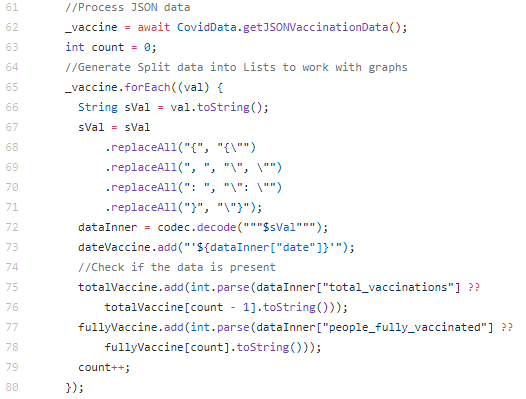 61 //Process JSON data
62 _vaccine = await CovidData.getJSONVaccinationData();
63 int count = 0;
64 //Generate Split data into Lists to work with graphs
65 _vaccine.forEach((val) {
66 String sVal = val.toString();
67 sVal = sVal
68 .replaceAll("{", "{\"")
69 .replaceAll(", ", "\", \"")
70 .replaceAll(": ", "\": \"")
71 .replaceAll("}", "\"}");
72 dataInner = codec.decode("""$sVal""");
73 dateVaccine.add("'${dataInner["date"]}'");
74 //Check if the data is present
75 totalVaccine.add(int.parse(dataInner["total_vaccinations"] ??
76 totalVaccine[count - 1].toString()));
77 fullyVaccine.add(int.parse(dataInner["people_fully_vaccinated"] ??
78 fullyVaccine[count].toString()));
79 count++;
80 });